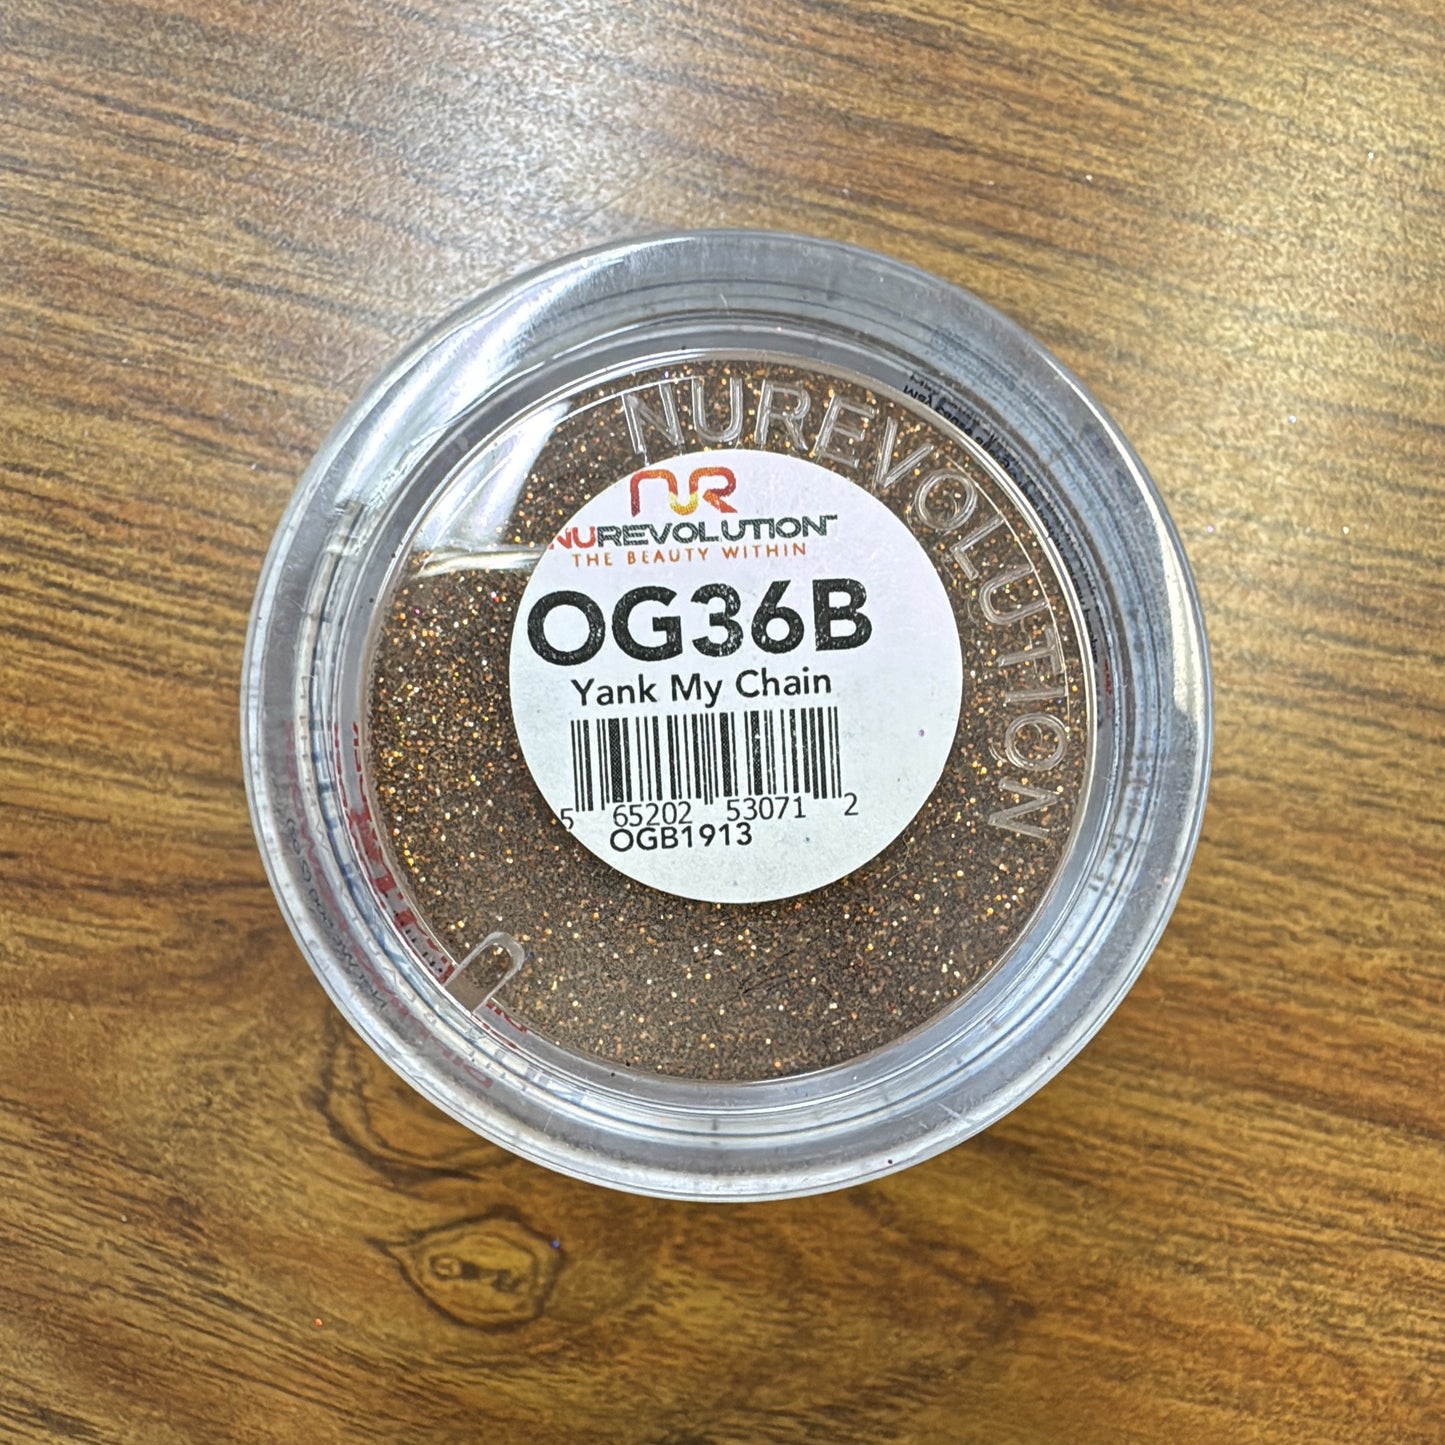 NUREVOLUTION
NR
NUREVOLUTION
THE BEAUTY WITHIN
OG36B
Yank My Chain
5 65202 53071 2
OGB1913